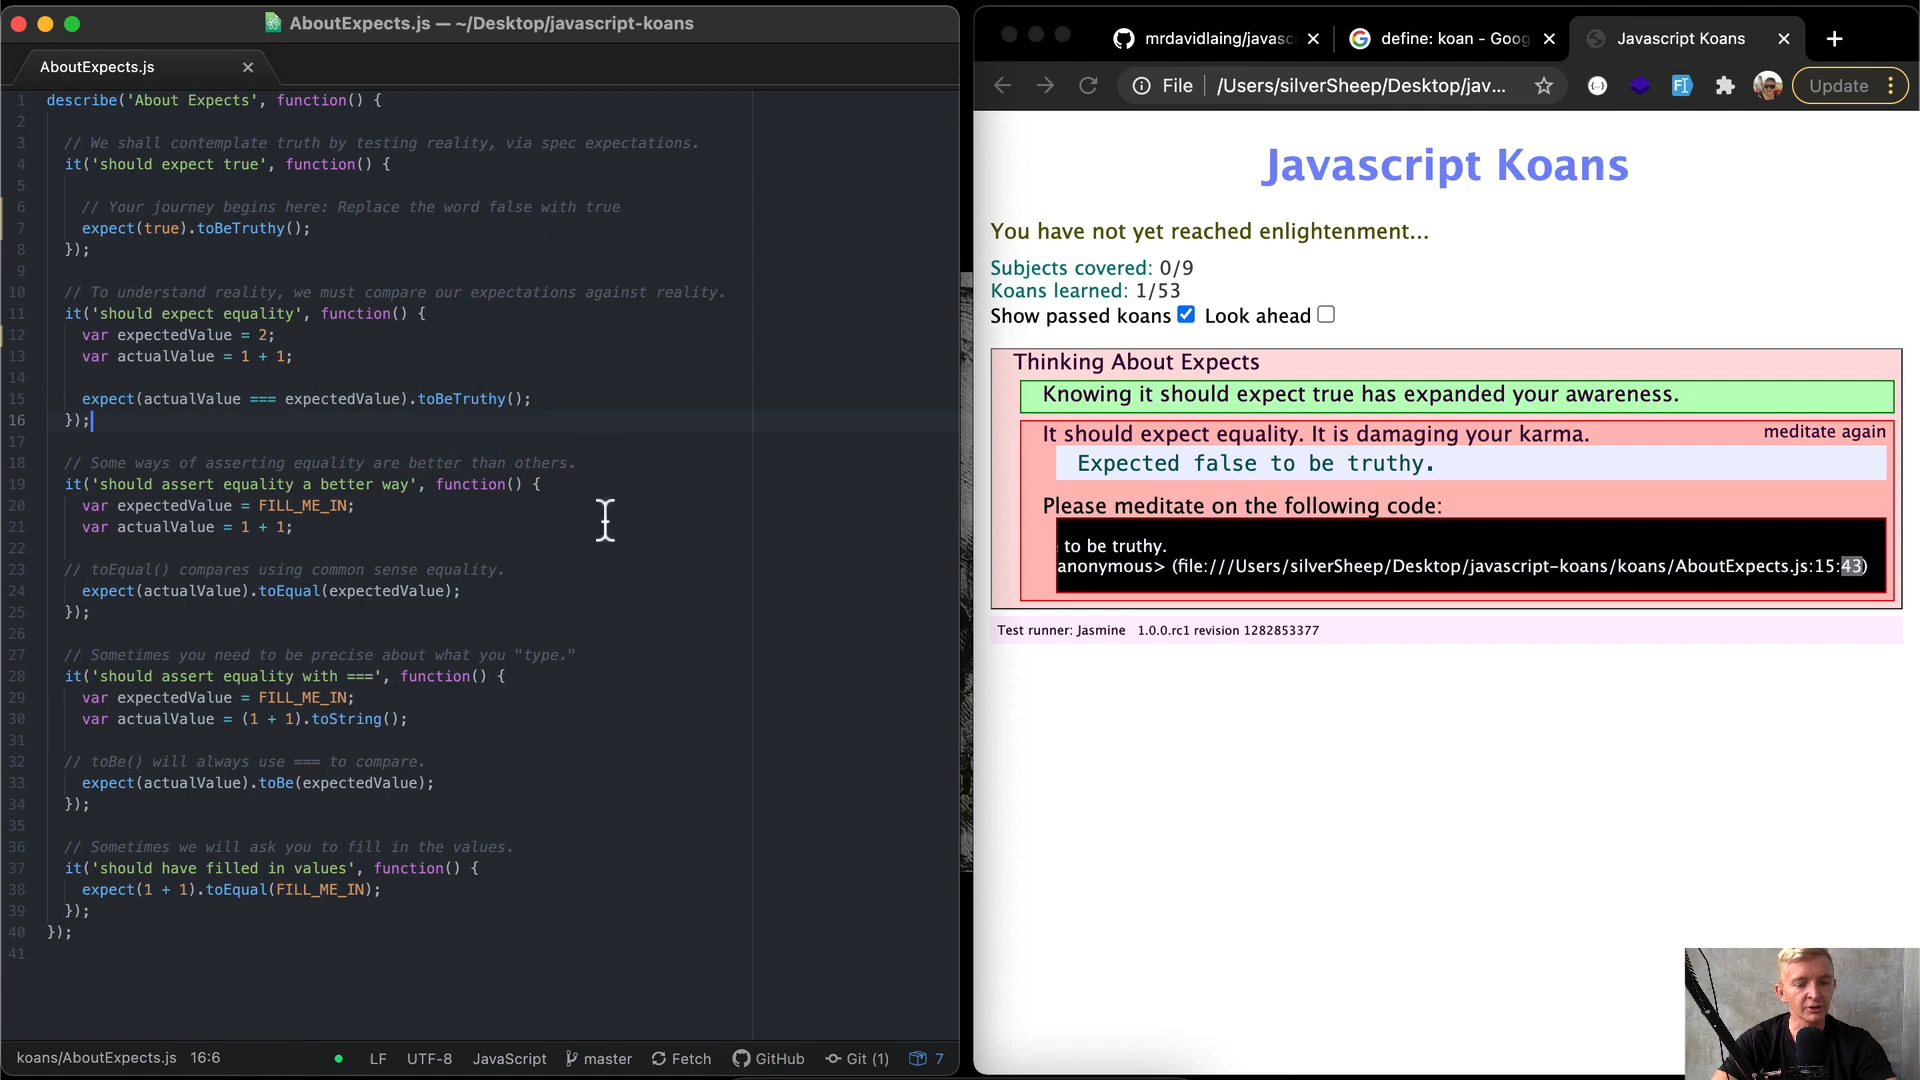 AboutExpects.js — ~/Desktop/javascript-koans
AboutExpects.js
1 describe('About Expects', function() {
2
3 // We shall contemplate truth by testing reality, via spec expectations.
4 it('should expect true', function() {
5
6 // Your journey begins here: Replace the word false with true
7 expect(true).toBeTruthy();
8 });
9
10 // To understand reality, we must compare our expectations against reality.
11 it('should expect equality', function() {
12 var expectedValue = 2;
13 var actualValue = 1 + 1;
14
15 expect(actualValue === expectedValue).toBeTruthy();
16 });
17
18 // Some ways of asserting equality are better than others.
19 it('should assert equality a better way', function() {
20 var expectedValue = FILL_ME_IN;
21 var actualValue = 1 + 1;
22
23 // toEqual() compares using common sense equality.
24 expect(actualValue).toEqual(expectedValue);
25 });
26
27 // Sometimes you need to be precise about what you "type."
28 it('should assert equality with ===', function() {
29 var expectedValue = FILL_ME_IN;
30 var actualValue = (1 + 1).toString();
31
32 // toBe() will always use === to compare.
33 expect(actualValue).toBe(expectedValue);
34 });
35
36 // Sometimes we will ask you to fill in the values.
37 it('should have filled in values', function() {
38 expect(1 + 1).toEqual(FILL_ME_IN);
39 });
40 });
41
koans/AboutExpects.js 16:6 LF UTF-8 JavaScript master Fetch GitHub Git (1) 7
mrdavidlaing/javasc define: koan - Goog Javascript Koans
File /Users/silverSheep/Desktop/jav... Update
Javascript Koans
You have not yet reached enlightenment...
Subjects covered: 0/9
Koans learned: 1/53
Show passed koans Look ahead
Thinking About Expects
Knowing it should expect true has expanded your awareness.
It should expect equality. It is damaging your karma. meditate again
Expected false to be truthy.
Please meditate on the following code:
to be truthy.
anonymous> (file:///Users/silverSheep/Desktop/javascript-koans/koans/AboutExpects.js:15:43)
Test runner: Jasmine 1.0.0.rc1 revision 1282853377